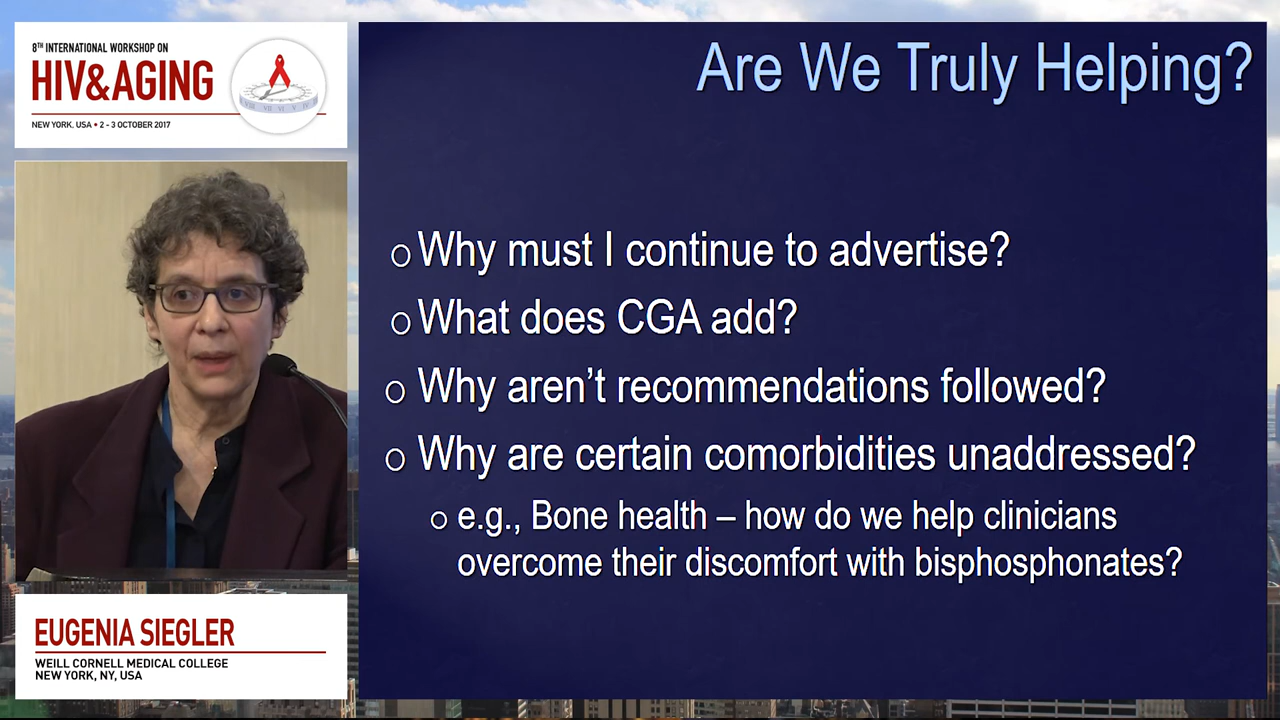 8TH INTERNATIONAL WORKSHOP ON
HIV&AGING
NEW YORK, USA • 2 - 3 OCTOBER 2017
Are We Truly Helping?
o Why must I continue to advertise?
o What does CGA add?
o Why aren't recommendations followed?
o Why are certain comorbidities unaddressed?
o e.g., Bone health – how do we help clinicians
overcome their discomfort with bisphosphonates?
EUGENIA SIEGLER
WEILL CORNELL MEDICAL COLLEGE
NEW YORK, NY, USA